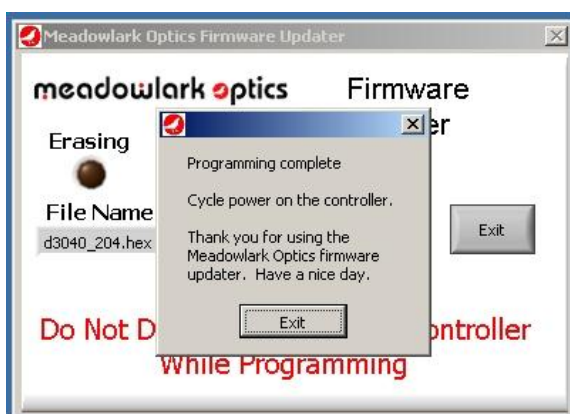 Meadowlark Optics Firmware Updater
meadowlark optics
Firmware
er
Erasing
Programming complete
Cycle power on the controller.
File Name
Thank you for using the
Meadowlark Optics firmware
updater. Have a nice day.
Exit
d3040_204.hex
Exit
Do Not D
ontroller
While Programming